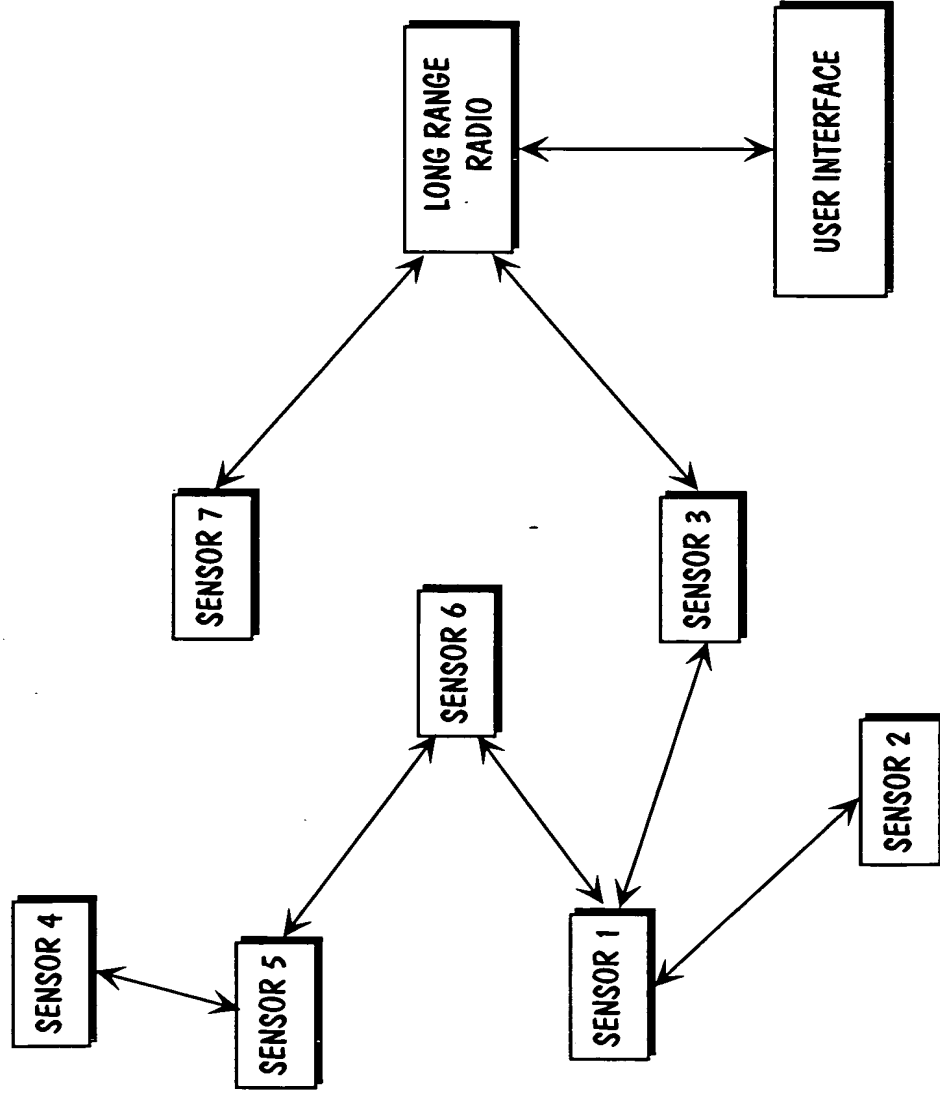 SENSOR 4
SENSOR 5
SENSOR 1
SENSOR 2
SENSOR 6
SENSOR 7
SENSOR 3
LONG RANGE
RADIO
USER INTERFACE